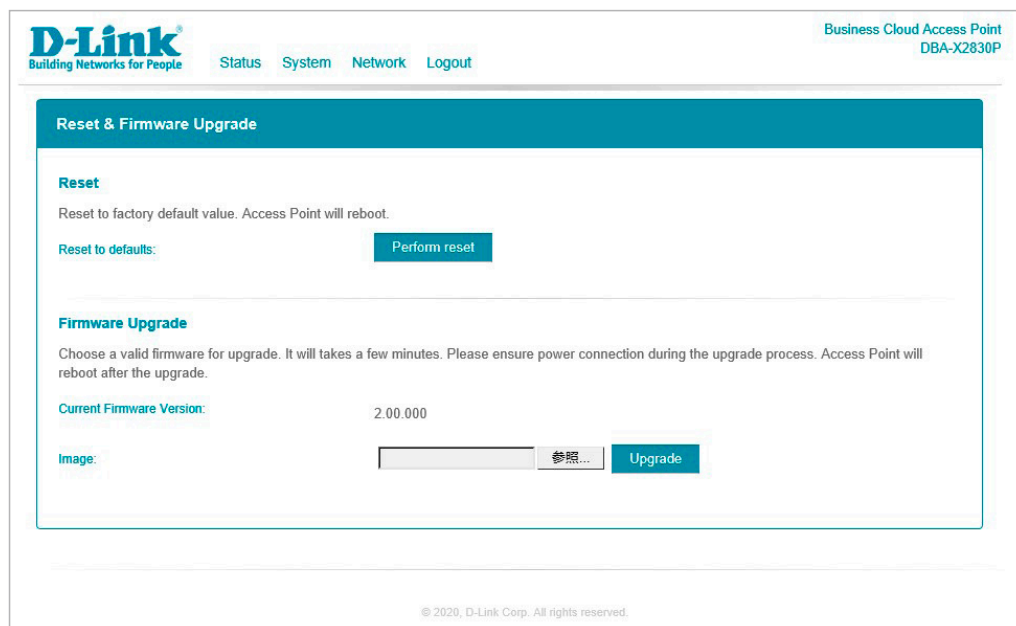 D-Link®
Building Networks for People
Status System Network Logout
Business Cloud Access Point
DBA-X2830P
Reset & Firmware Upgrade
Reset
Reset to factory default value. Access Point will reboot.
Reset to defaults: Perform reset
Firmware Upgrade
Choose a valid firmware for upgrade. It will takes a few minutes. Please ensure power connection during the upgrade process. Access Point will
reboot after the upgrade.
Current Firmware Version: 2.00.000
Image: 参照... Upgrade
© 2020, D-Link Corp. All rights reserved.